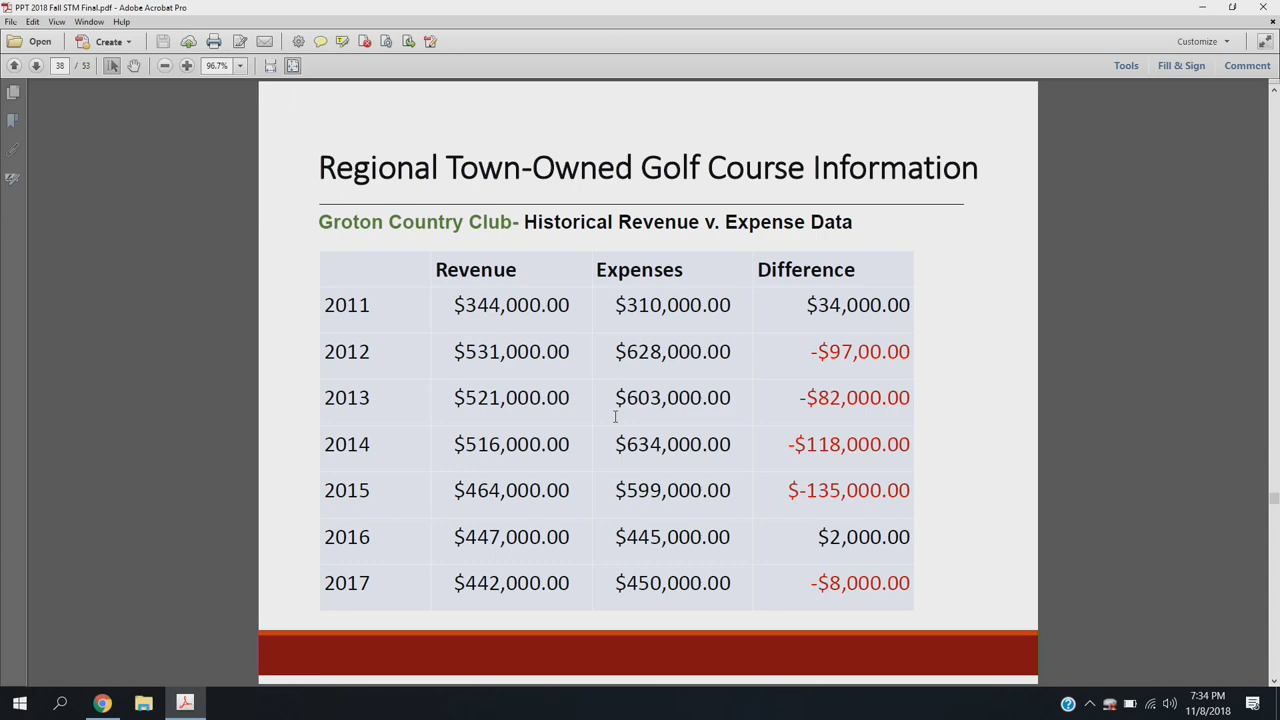 PPT 2018 Fall STM Final.pdf - Adobe Acrobat Pro
File Edit View Window Help
Open Create Customize
38 / 53 96.7% Tools Fill & Sign Comment
Regional Town-Owned Golf Course Information
Groton Country Club- Historical Revenue v. Expense Data
Revenue Expenses Difference
2011 $344,000.00 $310,000.00 $34,000.00
2012 $531,000.00 $628,000.00 -$97,00.00
2013 $521,000.00 $603,000.00 -$82,000.00
2014 $516,000.00 $634,000.00 -$118,000.00
2015 $464,000.00 $599,000.00 $-135,000.00
2016 $447,000.00 $445,000.00 $2,000.00
2017 $442,000.00 $450,000.00 -$8,000.00
7:34 PM
11/8/2018